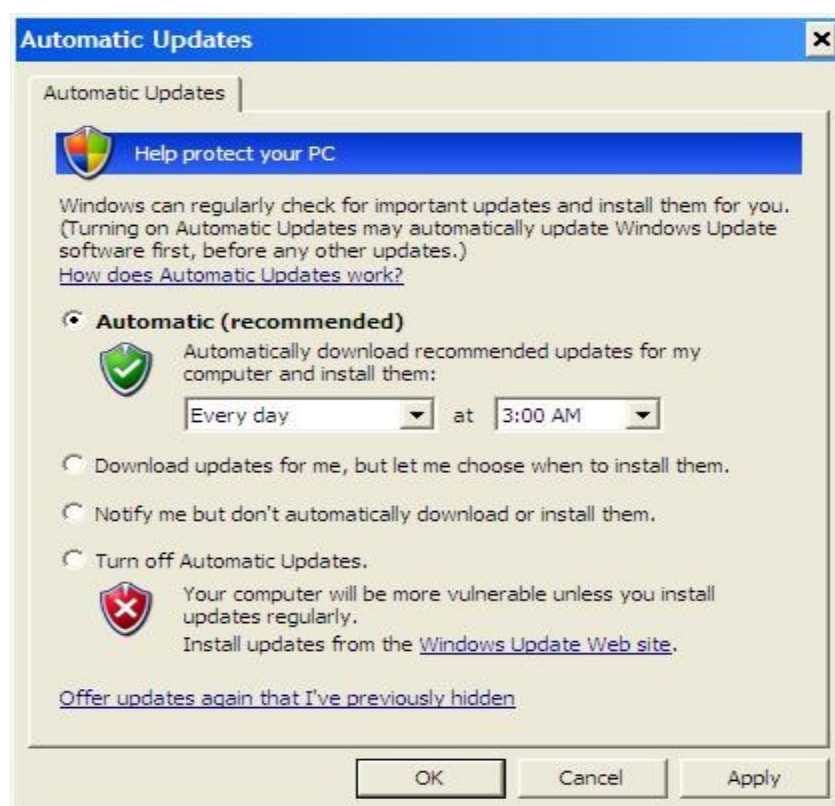 Automatic Updates
Automatic Updates
Help protect your PC
Windows can regularly check for important updates and install them for you.
(Turning on Automatic Updates may automatically update Windows Update
software first, before any other updates.)
How does Automatic Updates work?
Automatic (recommended)
Automatically download recommended updates for my
computer and install them:
Every day at 3:00 AM
Download updates for me, but let me choose when to install them.
Notify me but don't automatically download or install them.
Turn off Automatic Updates.
Your computer will be more vulnerable unless you install
updates regularly.
Install updates from the Windows Update Web site.
Offer updates again that I've previously hidden
OK Cancel Apply